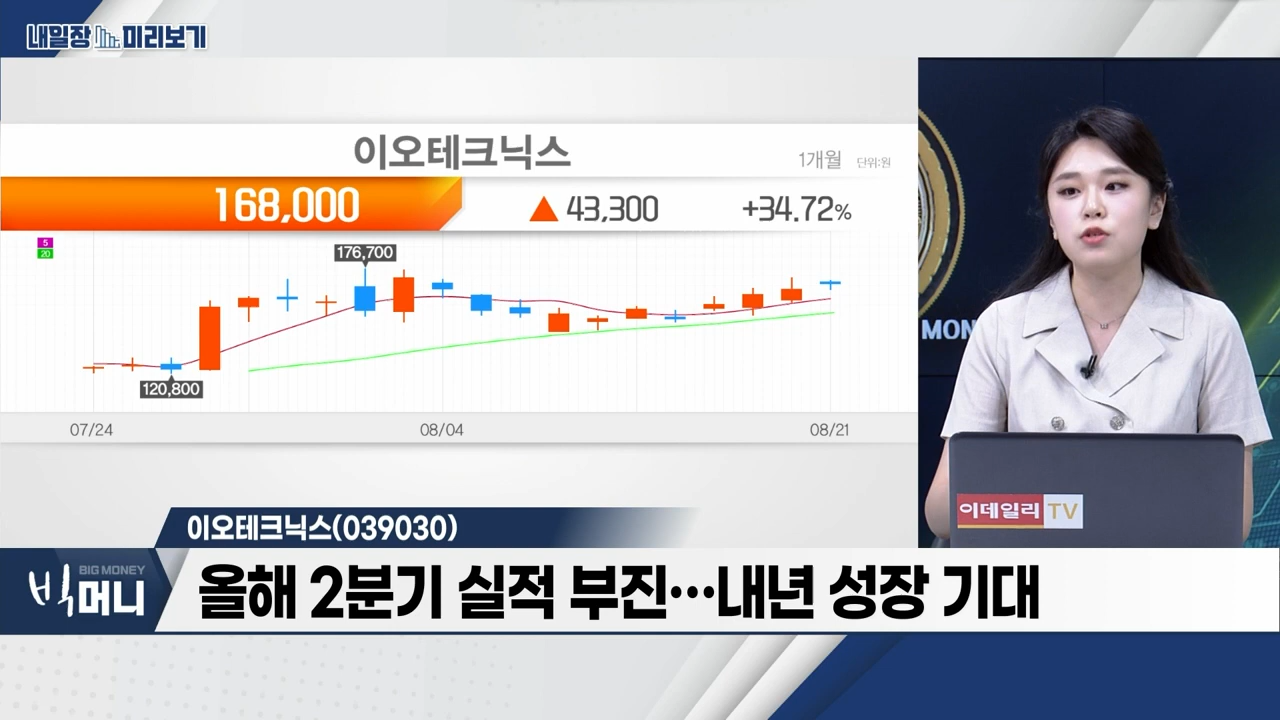 내일장 미리보기
이오테크닉스
1개월 단위:원
168,000 ▲ 43,300 +34.72%
5
20
176,700
120,800
07/24 08/04 08/21
MON
이데일리 TV
이오테크닉스(039030)
BIG MONEY
빅머니
올해 2분기 실적 부진…내년 성장 기대